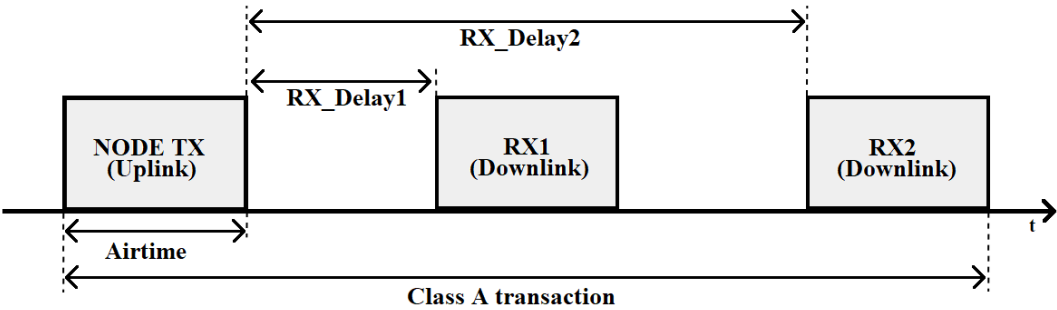 RX_Delay2
RX_Delay1
NODE TX
(Uplink)
RX1
(Downlink)
RX2
(Downlink)
t
Airtime
Class A transaction